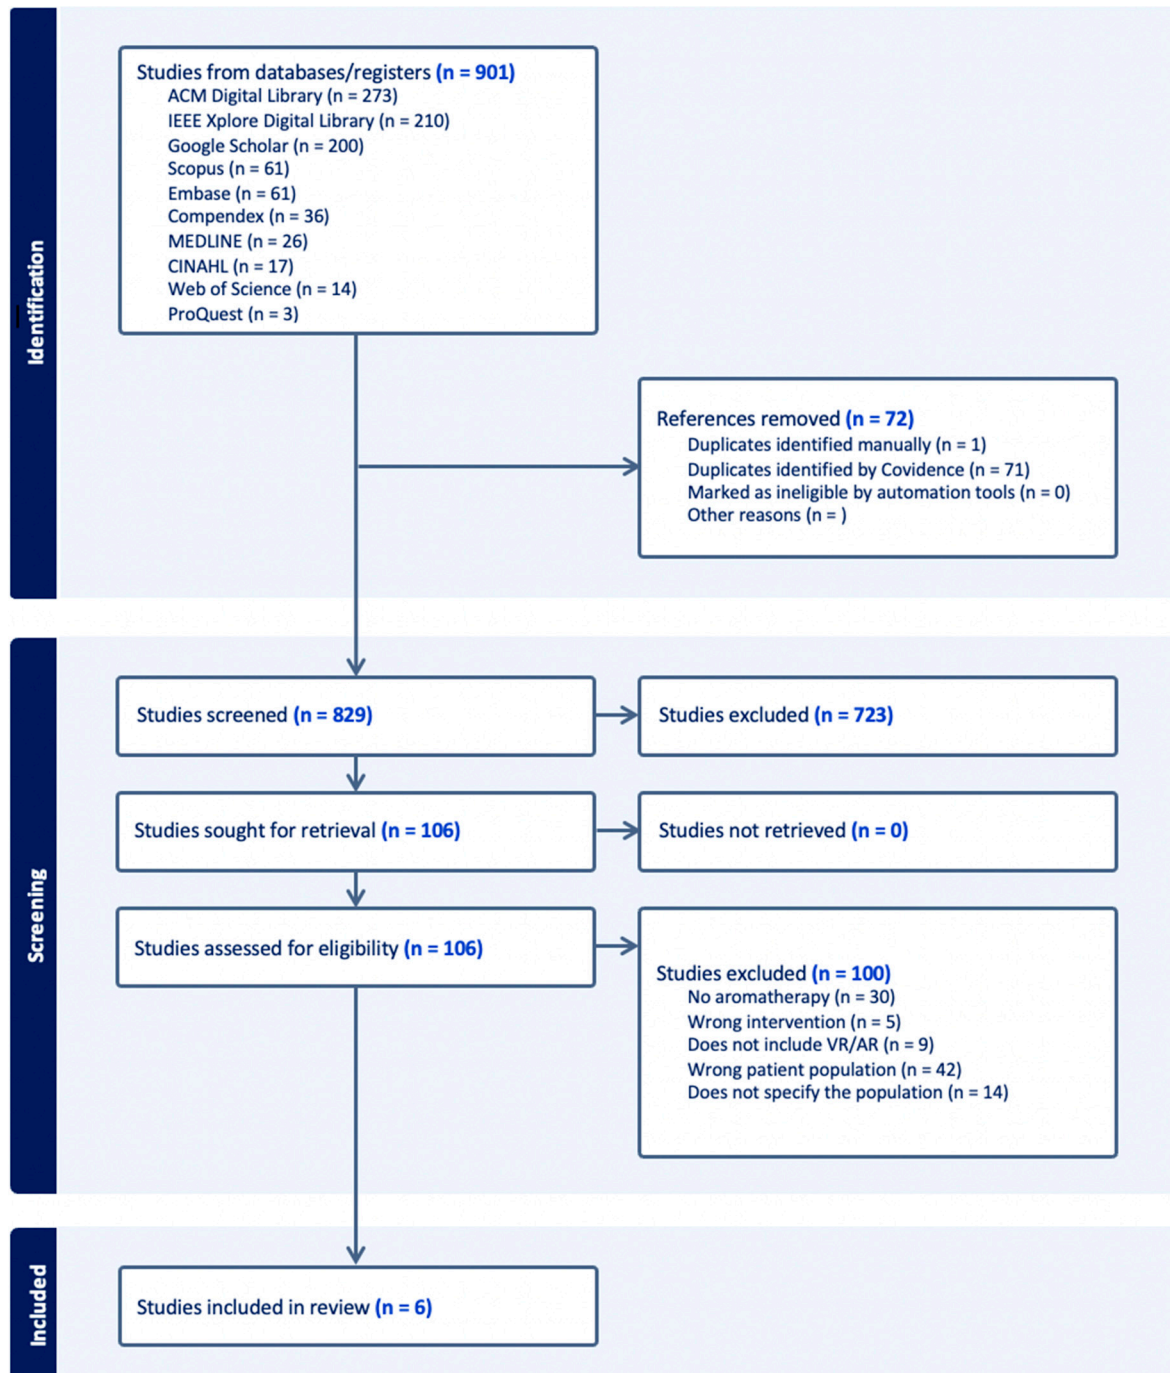 Identification
Studies from databases/registers (n = 901)
ACM Digital Library (n = 273)
IEEE Xplore Digital Library (n = 210)
Google Scholar (n = 200)
Scopus (n = 61)
Embase (n = 61)
Compendex (n = 36)
MEDLINE (n = 26)
CINAHL (n = 17)
Web of Science (n = 14)
ProQuest (n = 3)
References removed (n = 72)
Duplicates identified manually (n = 1)
Duplicates identified by Covidence (n = 71)
Marked as ineligible by automation tools (n = 0)
Other reasons (n = )
Screening
Studies screened (n = 829)
Studies excluded (n = 723)
Studies sought for retrieval (n = 106)
Studies not retrieved (n = 0)
Studies assessed for eligibility (n = 106)
Studies excluded (n = 100)
No aromatherapy (n = 30)
Wrong intervention (n = 5)
Does not include VR/AR (n = 9)
Wrong patient population (n = 42)
Does not specify the population (n = 14)
Included
Studies included in review (n = 6)